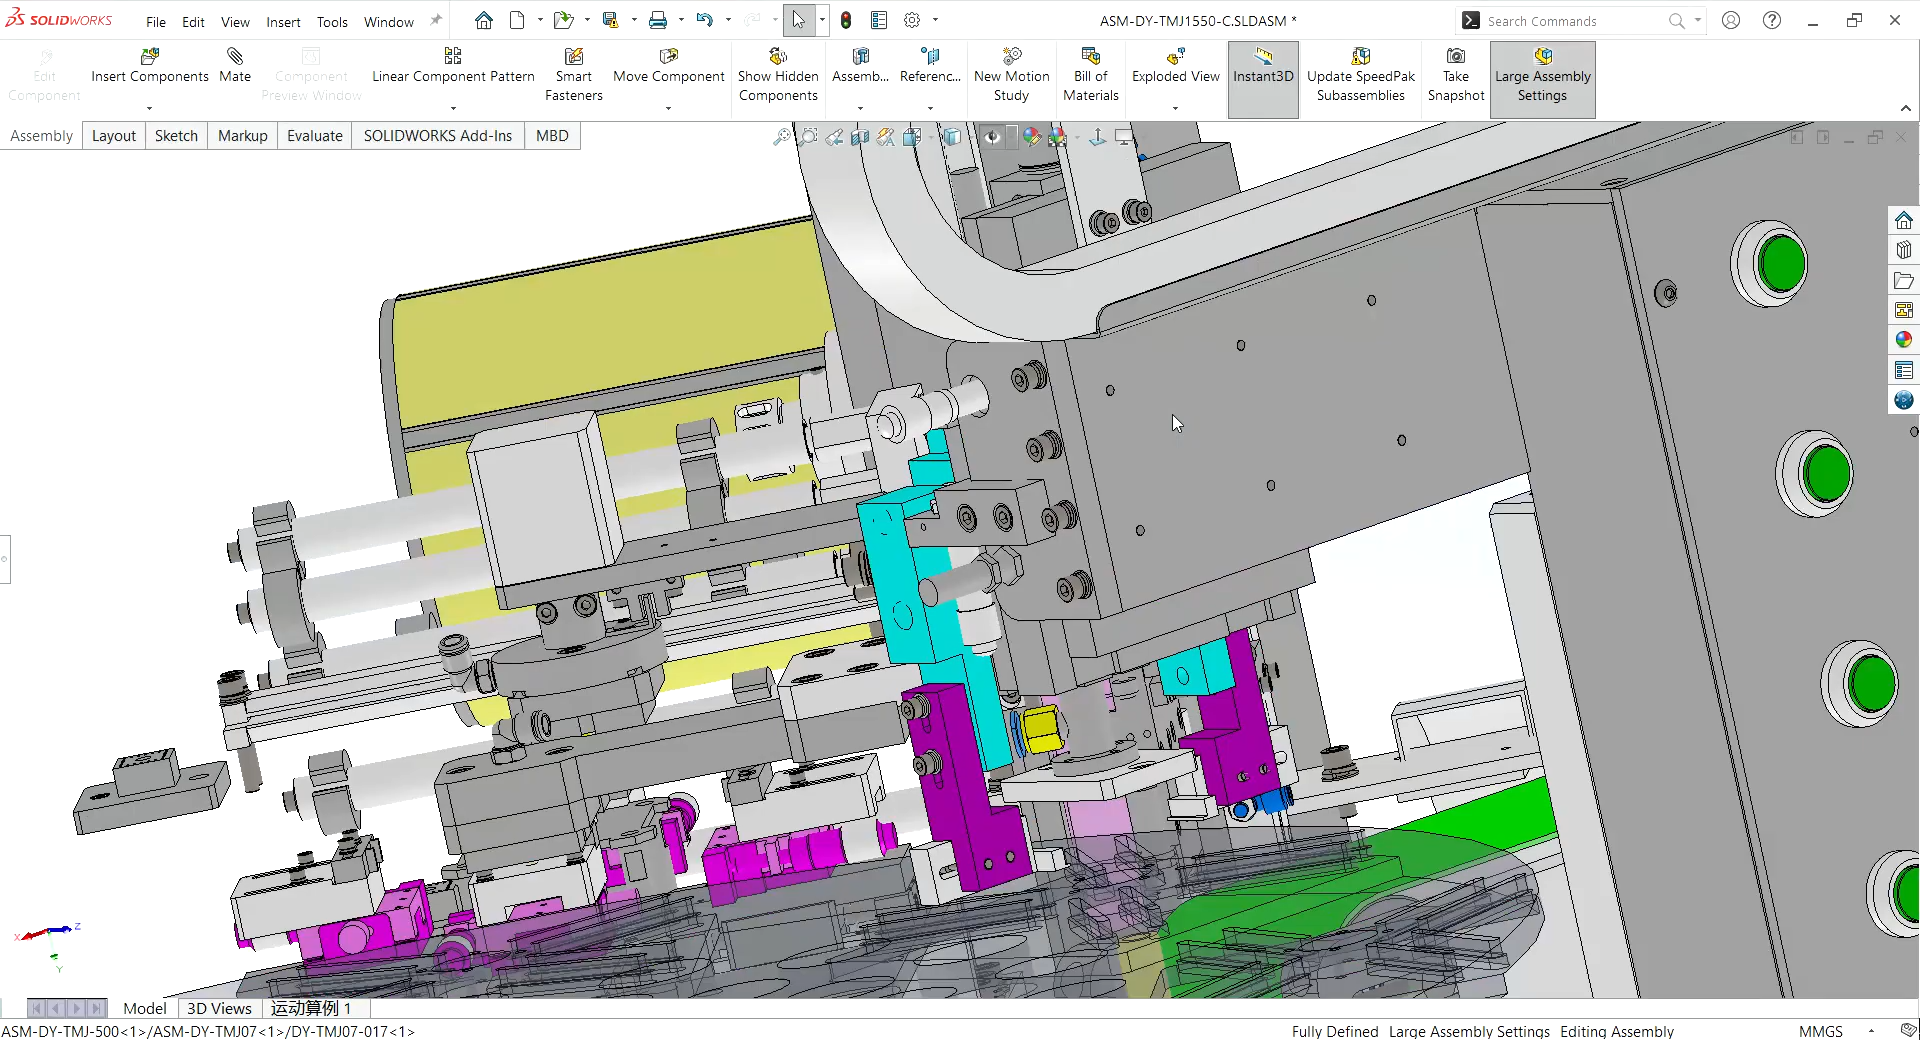 SOLIDWORKS File Edit View Insert Tools Window ASM-DY-TMJ1550-C.SLDASM * Search Commands
Edit Component
Insert Components
Mate
Component Preview Window
Linear Component Pattern
Smart Fasteners
Move Component
Show Hidden Components
Assemb...
Referenc...
New Motion Study
Bill of Materials
Exploded View
Instant3D
Update SpeedPak Subassemblies
Take Snapshot
Large Assembly Settings
Assembly Layout Sketch Markup Evaluate SOLIDWORKS Add-Ins MBD
X
Z
Y
Model 3D Views 运动算例 1
ASM-DY-TMJ-500<1>/ASM-DY-TMJ07<1>/DY-TMJ07-017<1> Fully Defined Large Assembly Settings Editing Assembly MMGS